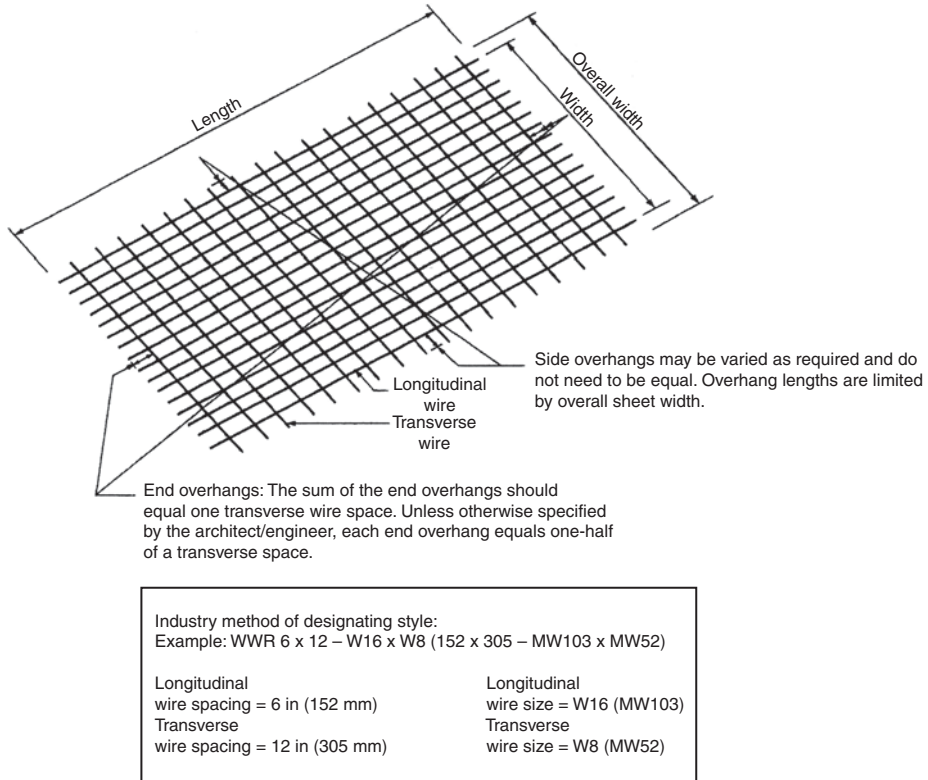 Length
Overall width
Width
Side overhangs may be varied as required and do
not need to be equal. Overhang lengths are limited
by overall sheet width.
Longitudinal
wire
Transverse
wire
End overhangs: The sum of the end overhangs should
equal one transverse wire space. Unless otherwise specified
by the architect/engineer, each end overhang equals one-half
of a transverse space.
Industry method of designating style:
Example: WWR 6 x 12 – W16 x W8 (152 x 305 – MW103 x MW52)
Longitudinal
wire spacing = 6 in (152 mm)
Transverse
wire spacing = 12 in (305 mm)
Longitudinal
wire size = W16 (MW103)
Transverse
wire size = W8 (MW52)